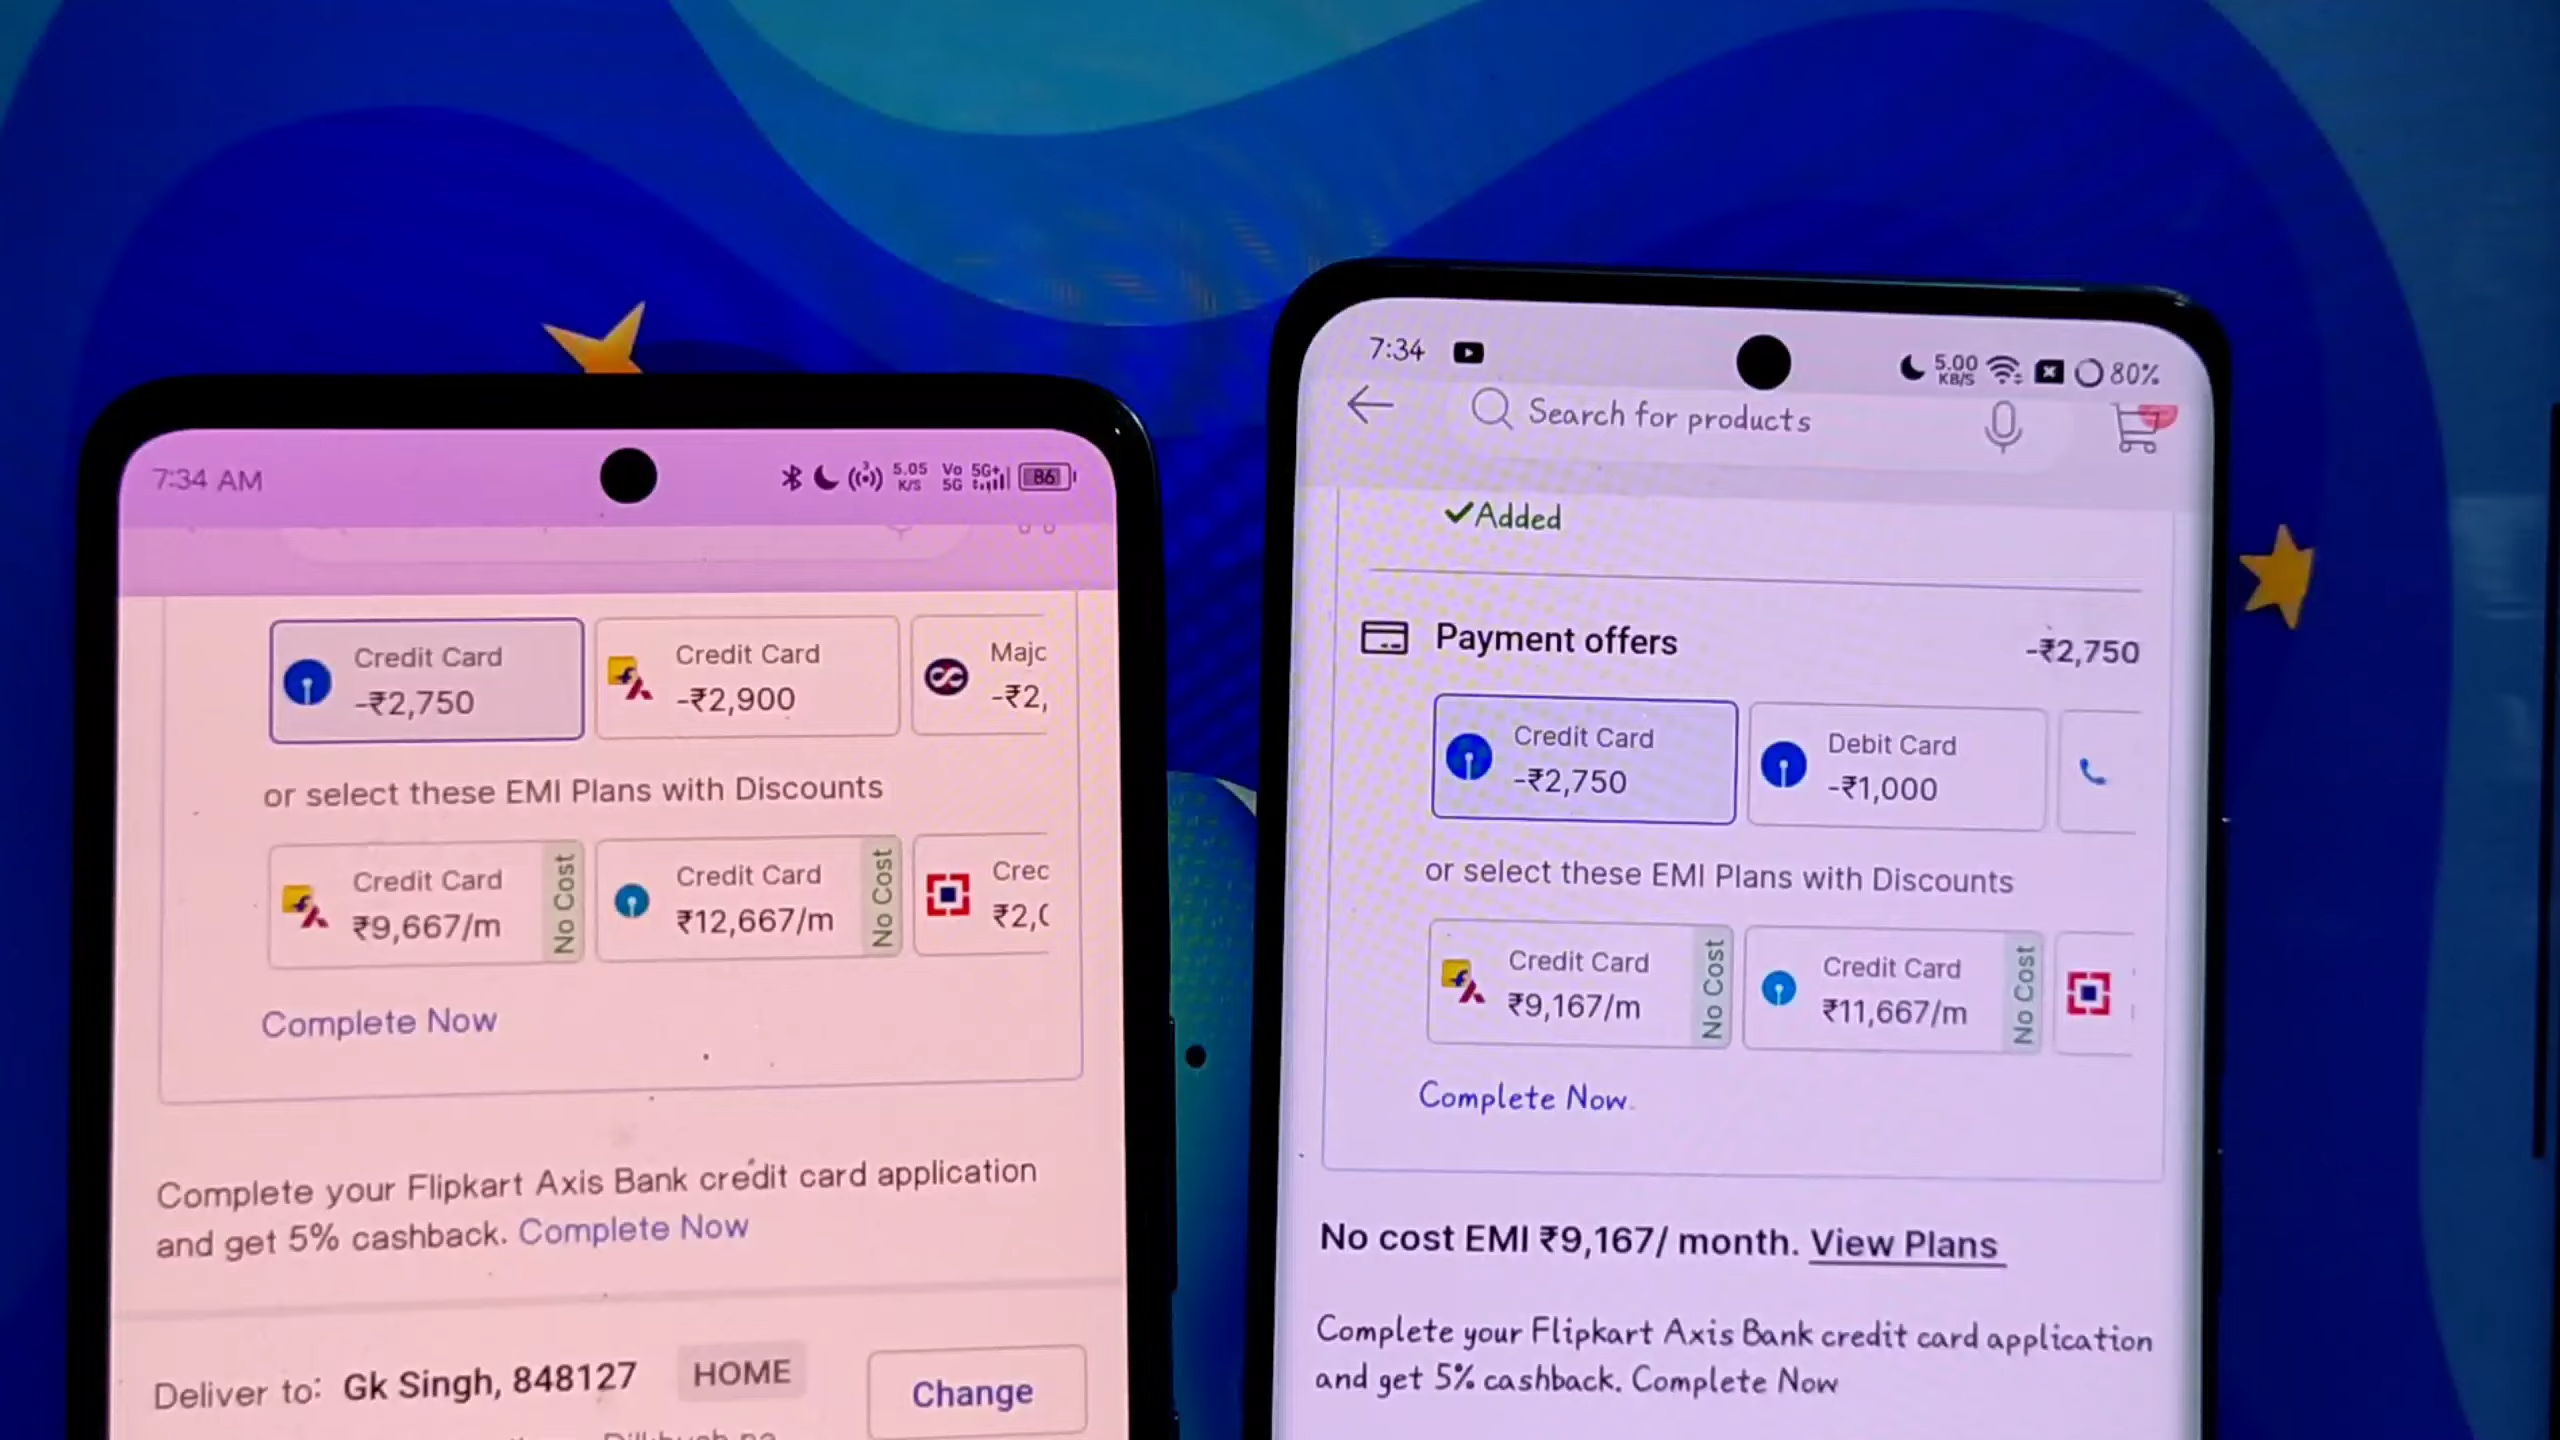 7:34 AM
5.05
K/S
Vo
5G
5G+
86
Credit Card
-₹2,750
Credit Card
-₹2,900
-₹2,
or select these EMI Plans with Discounts
Credit Card
₹9,667/m
No Cost
Credit Card
₹12,667/m
No Cost
Complete Now
Complete your Flipkart Axis Bank credit card application
and get 5% cashback. Complete Now
Deliver to: Gk Singh, 848127
HOME
Change
7:34
5.00
KB/S
80%
Search for products
Added
Payment offers
-₹2,750
Credit Card
-₹2,750
Debit Card
-₹1,000
or select these EMI Plans with Discounts
Credit Card
₹9,167/m
No Cost
Credit Card
₹11,667/m
No Cost
Complete Now
No cost EMI ₹9,167/ month. View Plans
Complete your Flipkart Axis Bank credit card application
and get 5% cashback. Complete Now